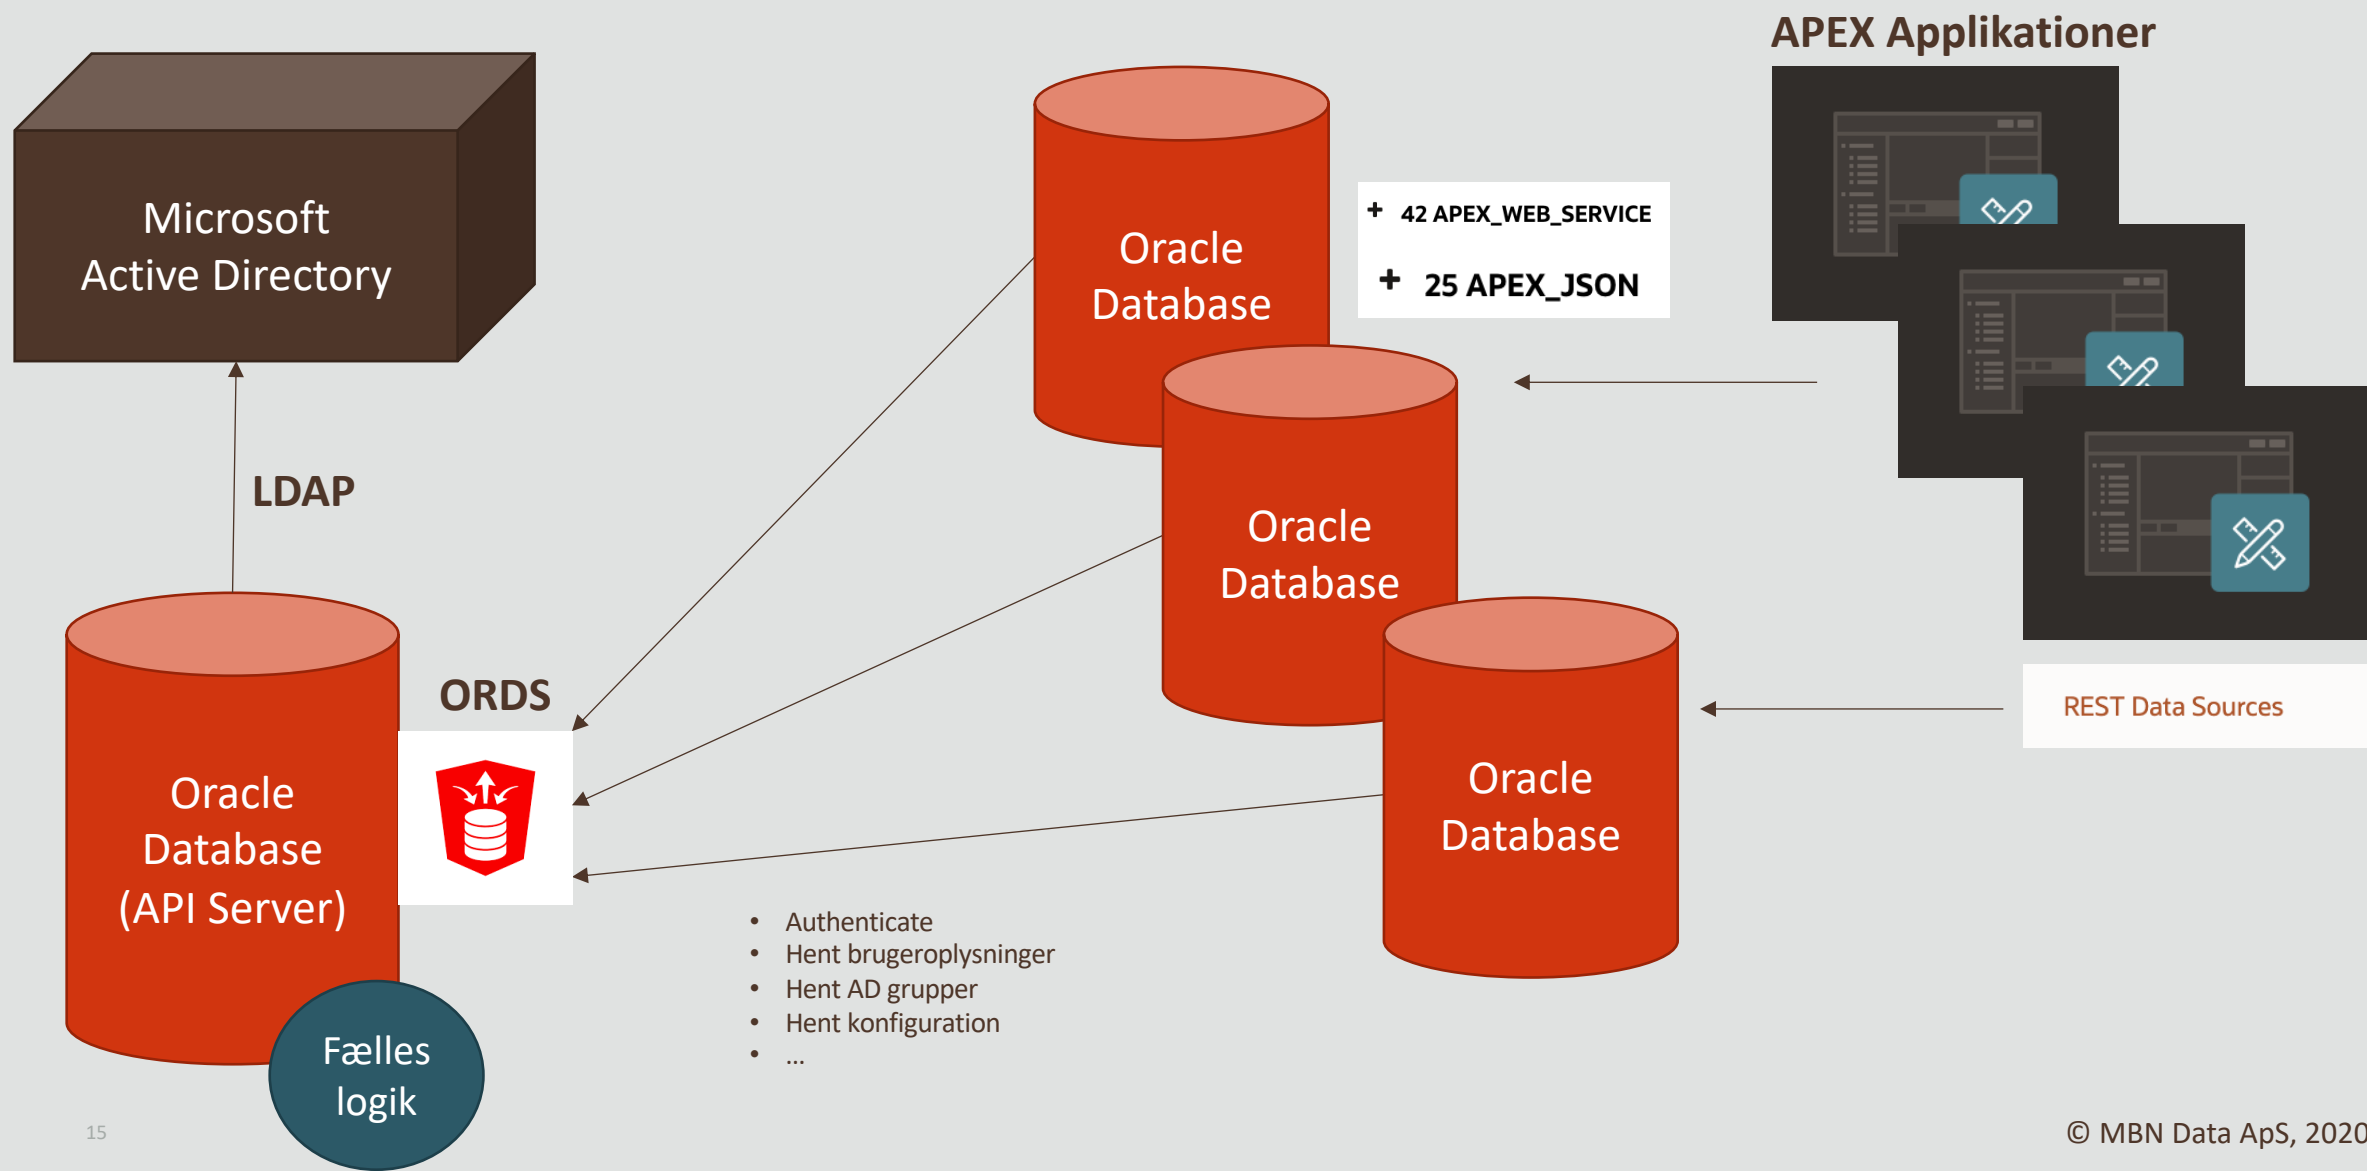 APEX Applikationer
Microsoft
Active Directory
Oracle
Database
+ 42 APEX_WEB_SERVICE
+ 25 APEX_JSON
LDAP
Oracle
Database
ORDS
REST Data Sources
Oracle
Database
(API Server)
Oracle
Database
• Authenticate
• Hent brugeroplysninger
• Hent AD grupper
• Hent konfiguration
• ...
Fælles
logik
15
© MBN Data ApS, 2020